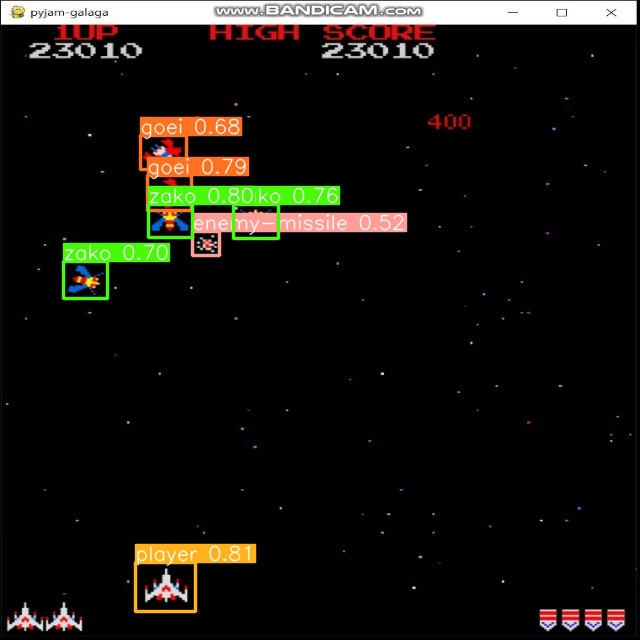 pyjam-galaga
www.BANDICAM.com
1UP HIGH SCORE
23010 23010
400
goei 0.68
goei 0.79
zako 0.80
ko 0.76
enemy-missile 0.52
zako 0.70
player 0.81